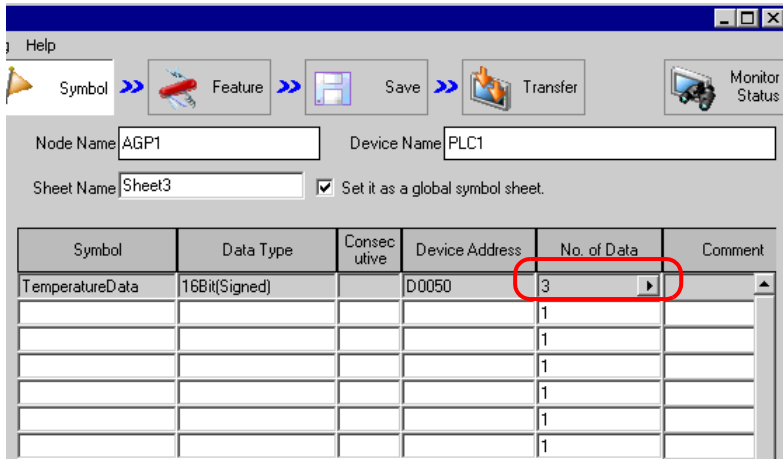 g Help
Symbol Feature Save Transfer Monitor Status
Node Name AGP1 Device Name PLC1
Sheet Name Sheet3 Set it as a global symbol sheet.
Symbol Data Type Consecutive Device Address No. of Data Comment
TemperatureData 16Bit(Signed) D0050 3
1
1
1
1
1
1
1